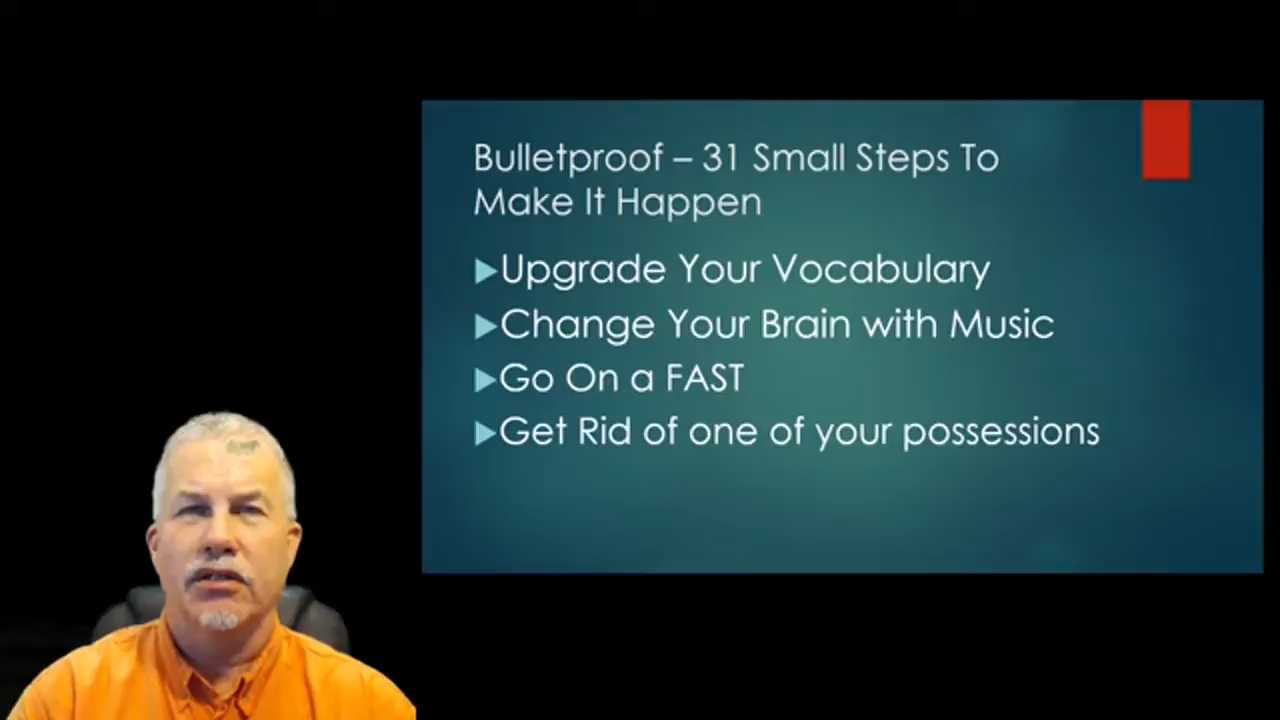 Bulletproof – 31 Small Steps To
Make It Happen
Upgrade Your Vocabulary
Change Your Brain with Music
Go On a FAST
Get Rid of one of your possessions